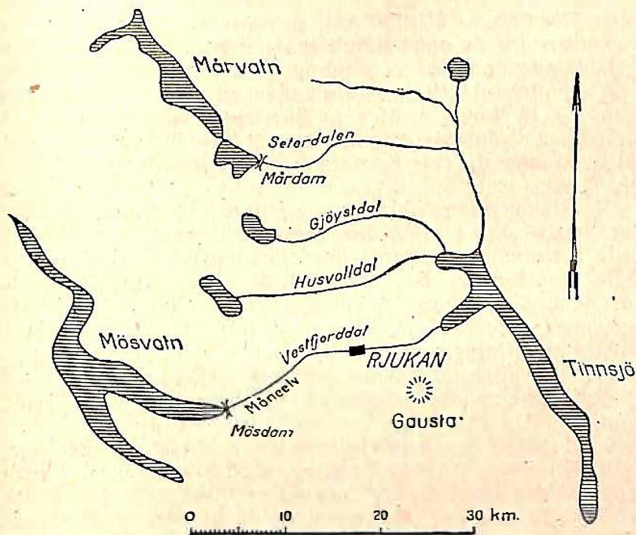 Mårvatn
Setordalen
Mårdam
Gjöystdal
Husvolldal
Mösvatn
Vestfjorddal
RJUKAN
Tinnsjö
Måneelv
Gausta
Mösdam
0 10 20 30 km.